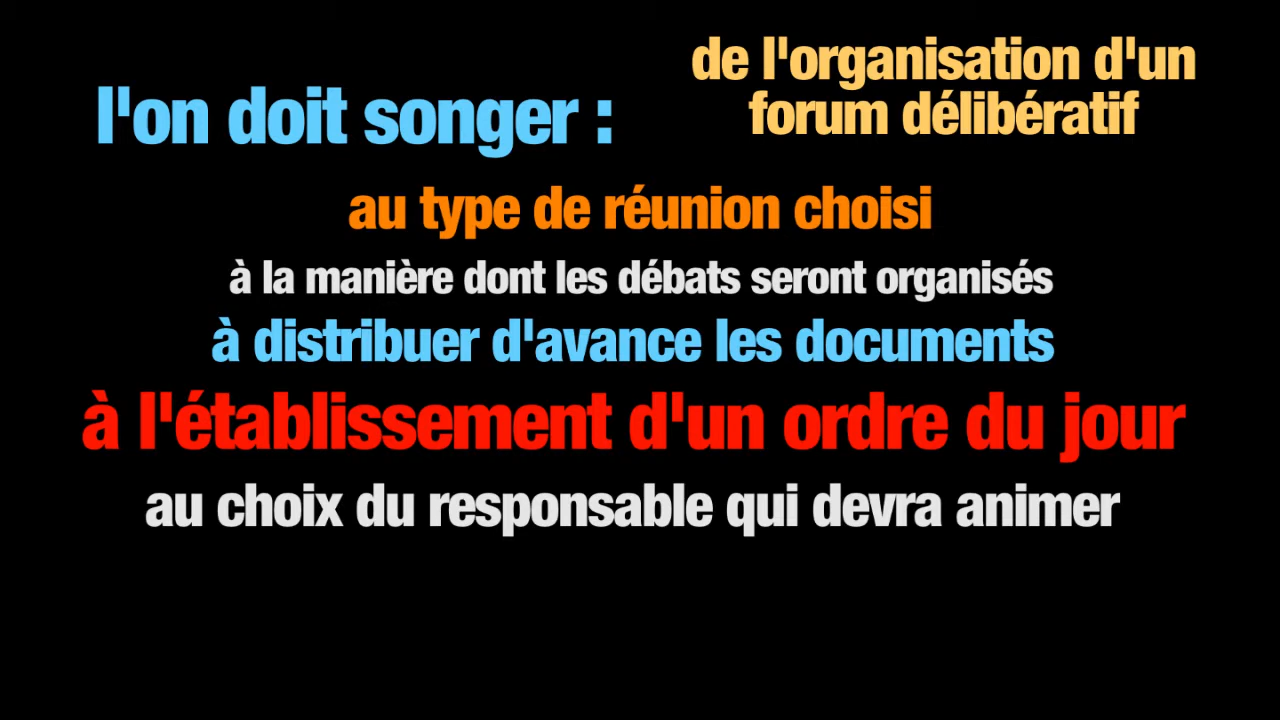 de l'organisation d'un
forum délibératif
l'on doit songer :
au type de réunion choisi
à la manière dont les débats seront organisés
à distribuer d'avance les documents
à l'établissement d'un ordre du jour
au choix du responsable qui devra animer